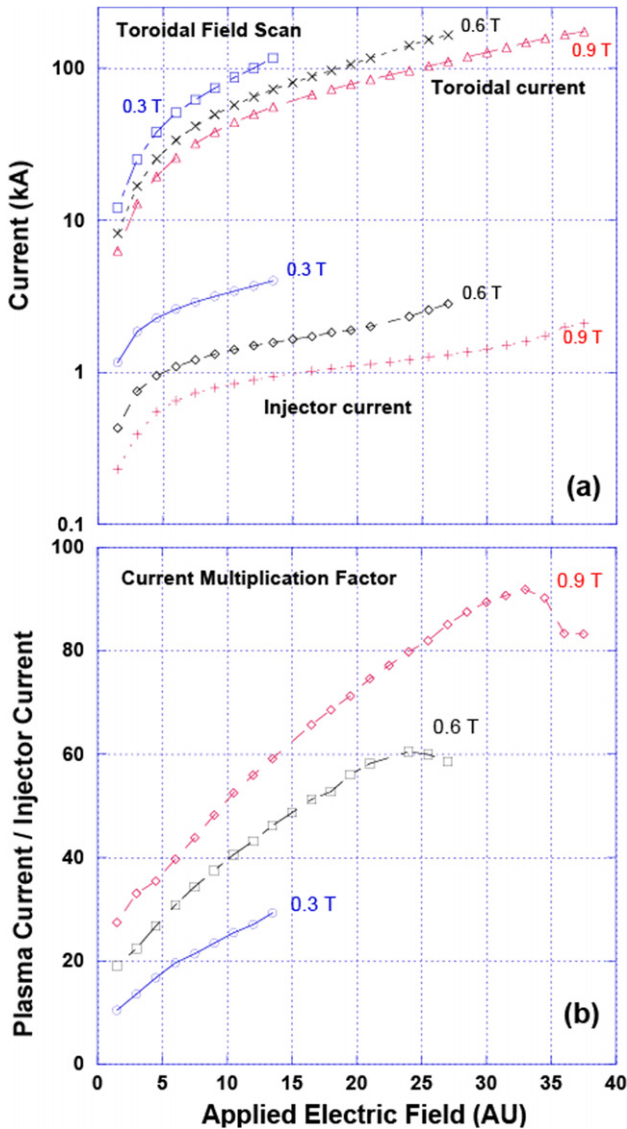 Toroidal Field Scan
0.6 T
0.9 T
0.3 T
Toroidal current
100
10
1
0.1
Current (kA)
0.3 T
0.6 T
0.9 T
Injector current
(a)
100
80
60
40
20
0
Plasma Current / Injector Current
Current Multiplication Factor
0.9 T
0.6 T
0.3 T
(b)
0 5 10 15 20 25 30 35 40
Applied Electric Field (AU)